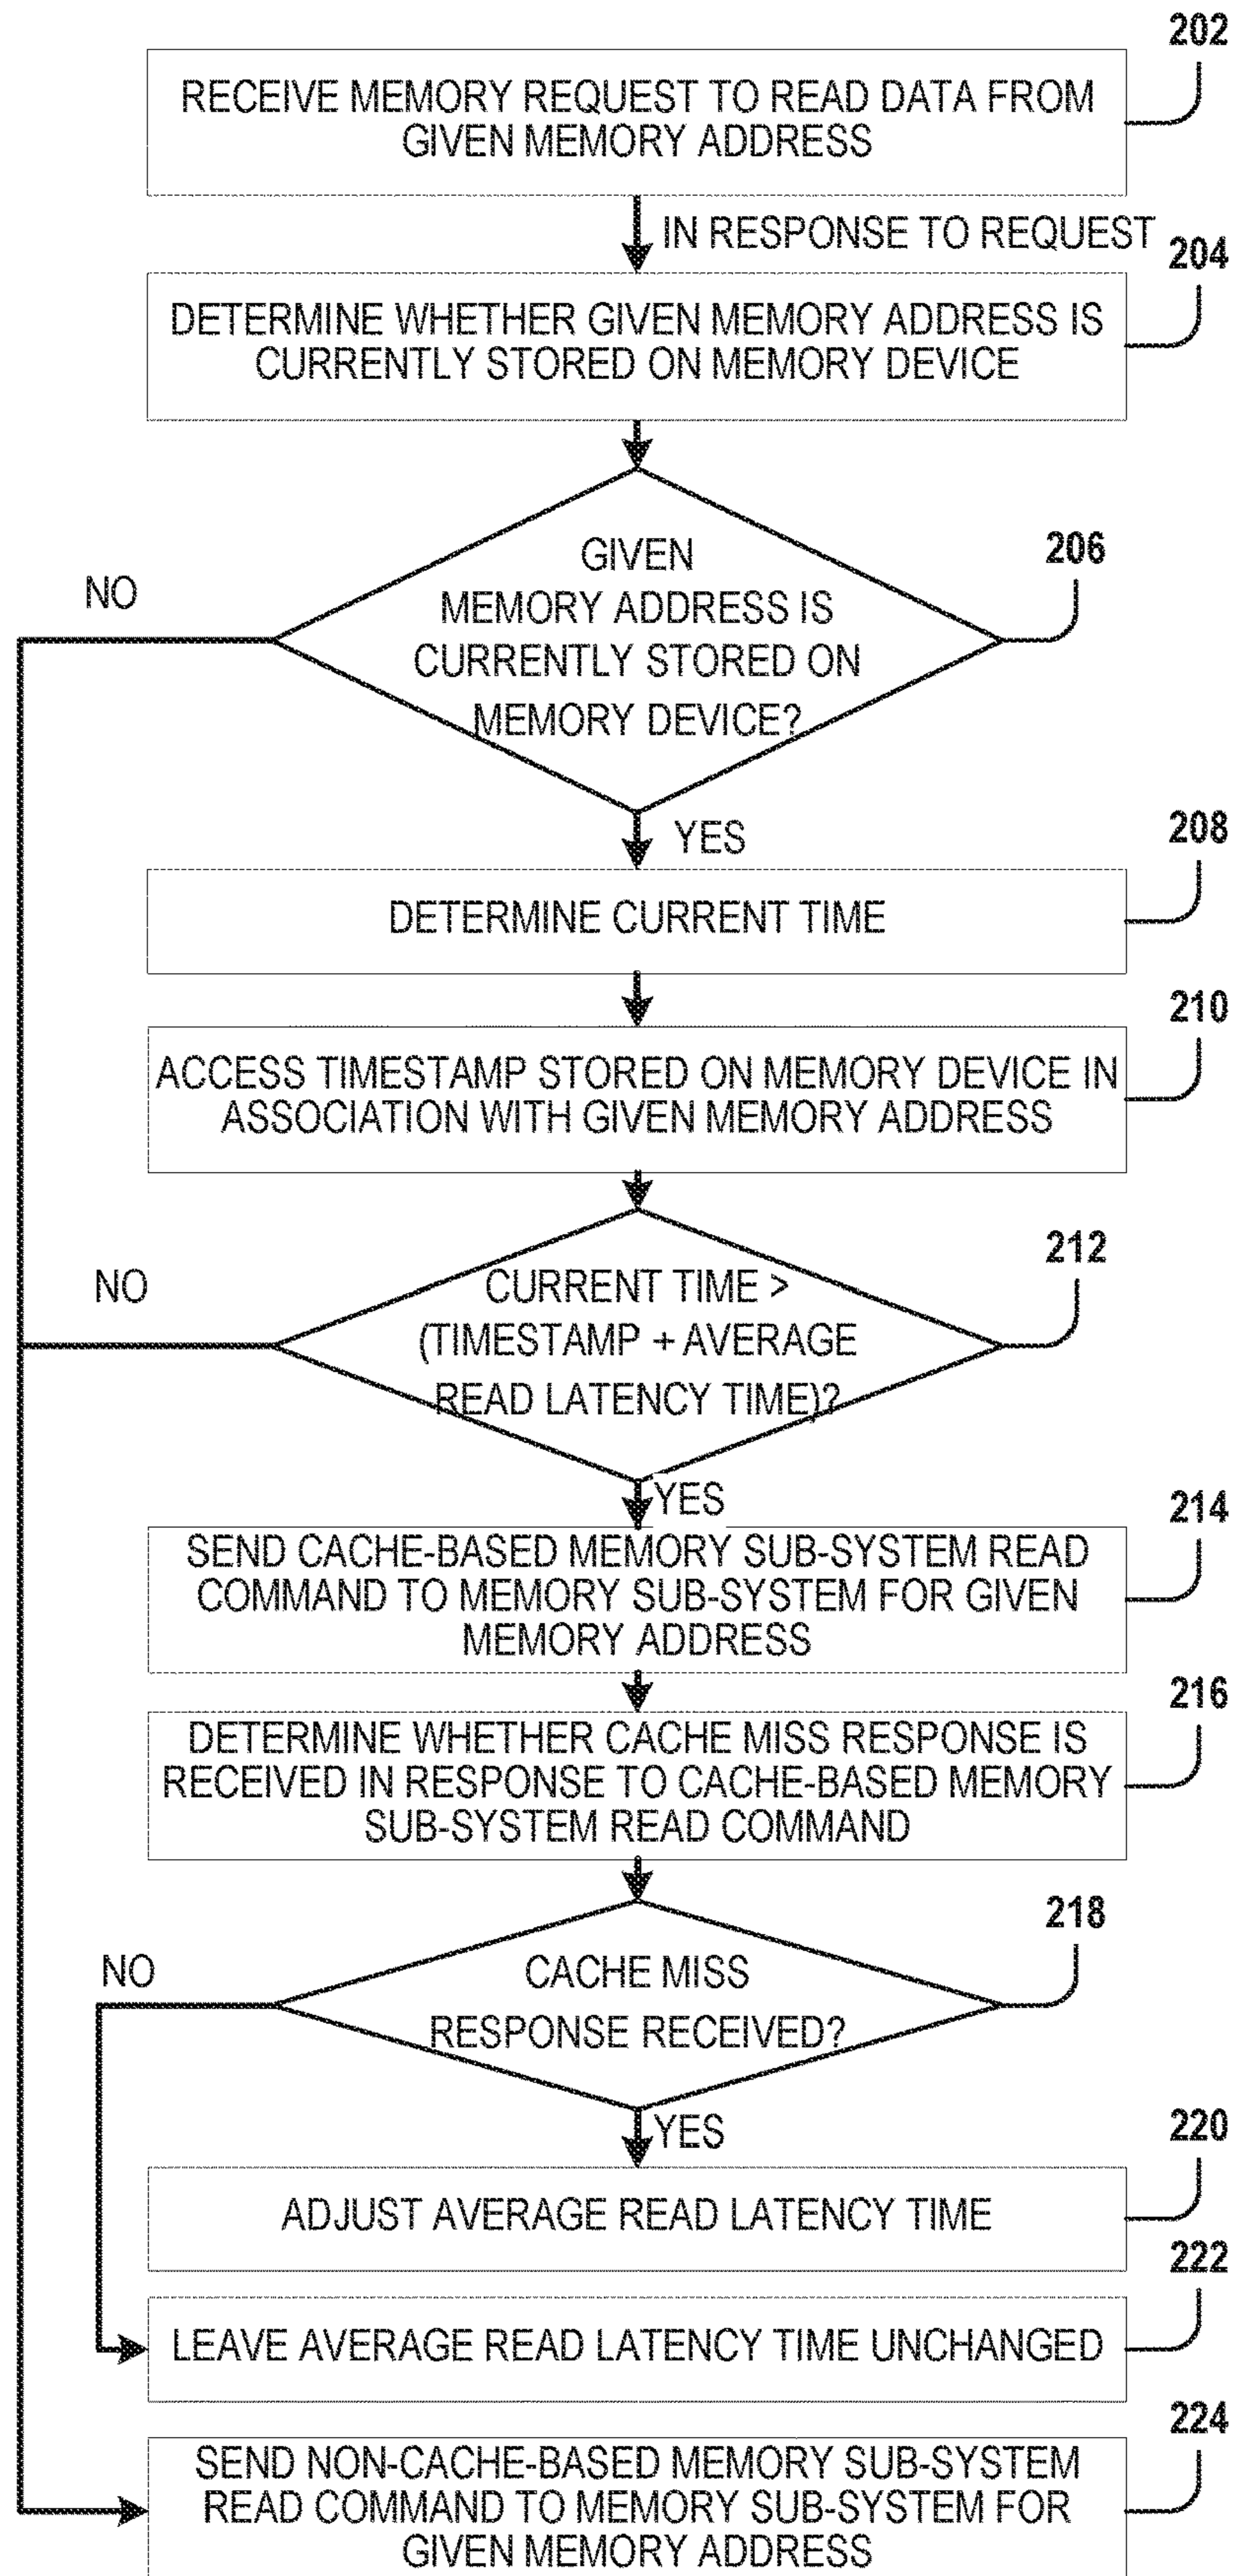 202
RECEIVE MEMORY REQUEST TO READ DATA FROM
GIVEN MEMORY ADDRESS
IN RESPONSE TO REQUEST
204
DETERMINE WHETHER GIVEN MEMORY ADDRESS IS
CURRENTLY STORED ON MEMORY DEVICE
206
NO
GIVEN
MEMORY ADDRESS IS
CURRENTLY STORED ON
MEMORY DEVICE?
YES
208
DETERMINE CURRENT TIME
210
ACCESS TIMESTAMP STORED ON MEMORY DEVICE IN
ASSOCIATION WITH GIVEN MEMORY ADDRESS
212
NO
CURRENT TIME >
(TIMESTAMP + AVERAGE
READ LATENCY TIME)?
YES
214
SEND CACHE-BASED MEMORY SUB-SYSTEM READ
COMMAND TO MEMORY SUB-SYSTEM FOR GIVEN
MEMORY ADDRESS
216
DETERMINE WHETHER CACHE MISS RESPONSE IS
RECEIVED IN RESPONSE TO CACHE-BASED MEMORY
SUB-SYSTEM READ COMMAND
218
NO
CACHE MISS
RESPONSE RECEIVED?
YES
220
ADJUST AVERAGE READ LATENCY TIME
222
LEAVE AVERAGE READ LATENCY TIME UNCHANGED
224
SEND NON-CACHE-BASED MEMORY SUB-SYSTEM
READ COMMAND TO MEMORY SUB-SYSTEM FOR
GIVEN MEMORY ADDRESS